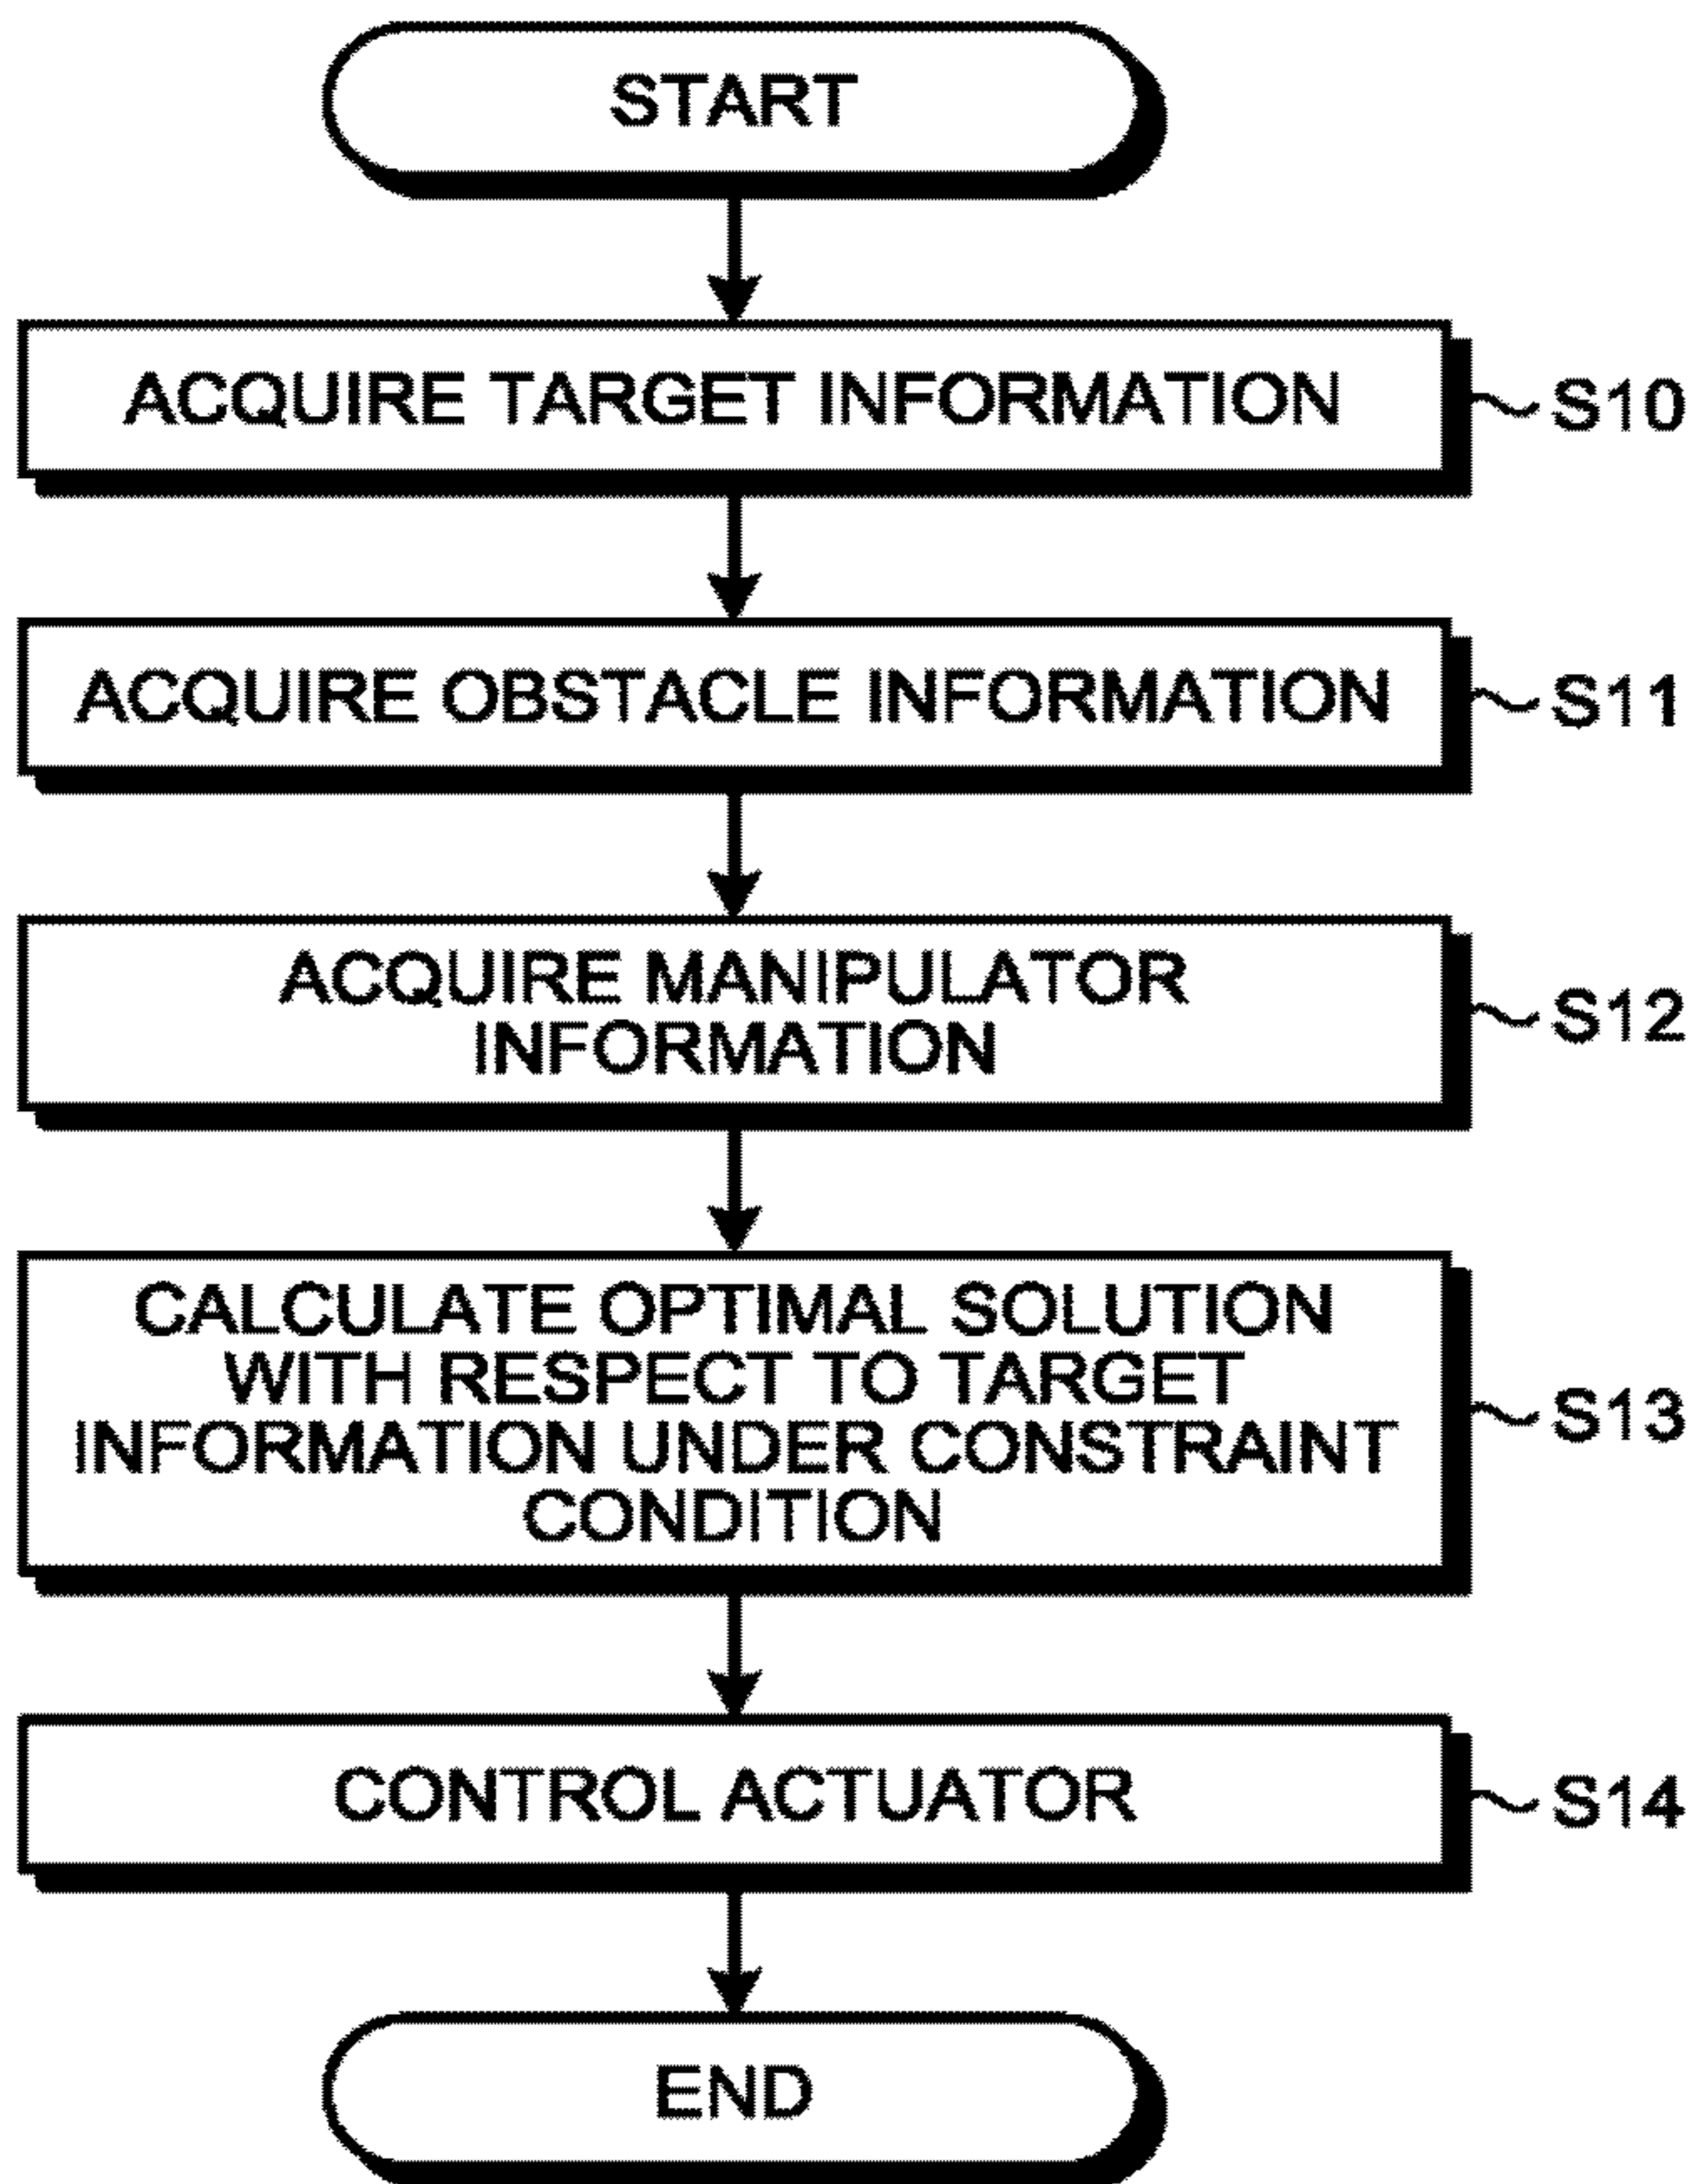 START
ACQUIRE TARGET INFORMATION
S10
ACQUIRE OBSTACLE INFORMATION
S11
ACQUIRE MANIPULATOR
INFORMATION
S12
CALCULATE OPTIMAL SOLUTION
WITH RESPECT TO TARGET
INFORMATION UNDER CONSTRAINT
CONDITION
S13
CONTROL ACTUATOR
S14
END